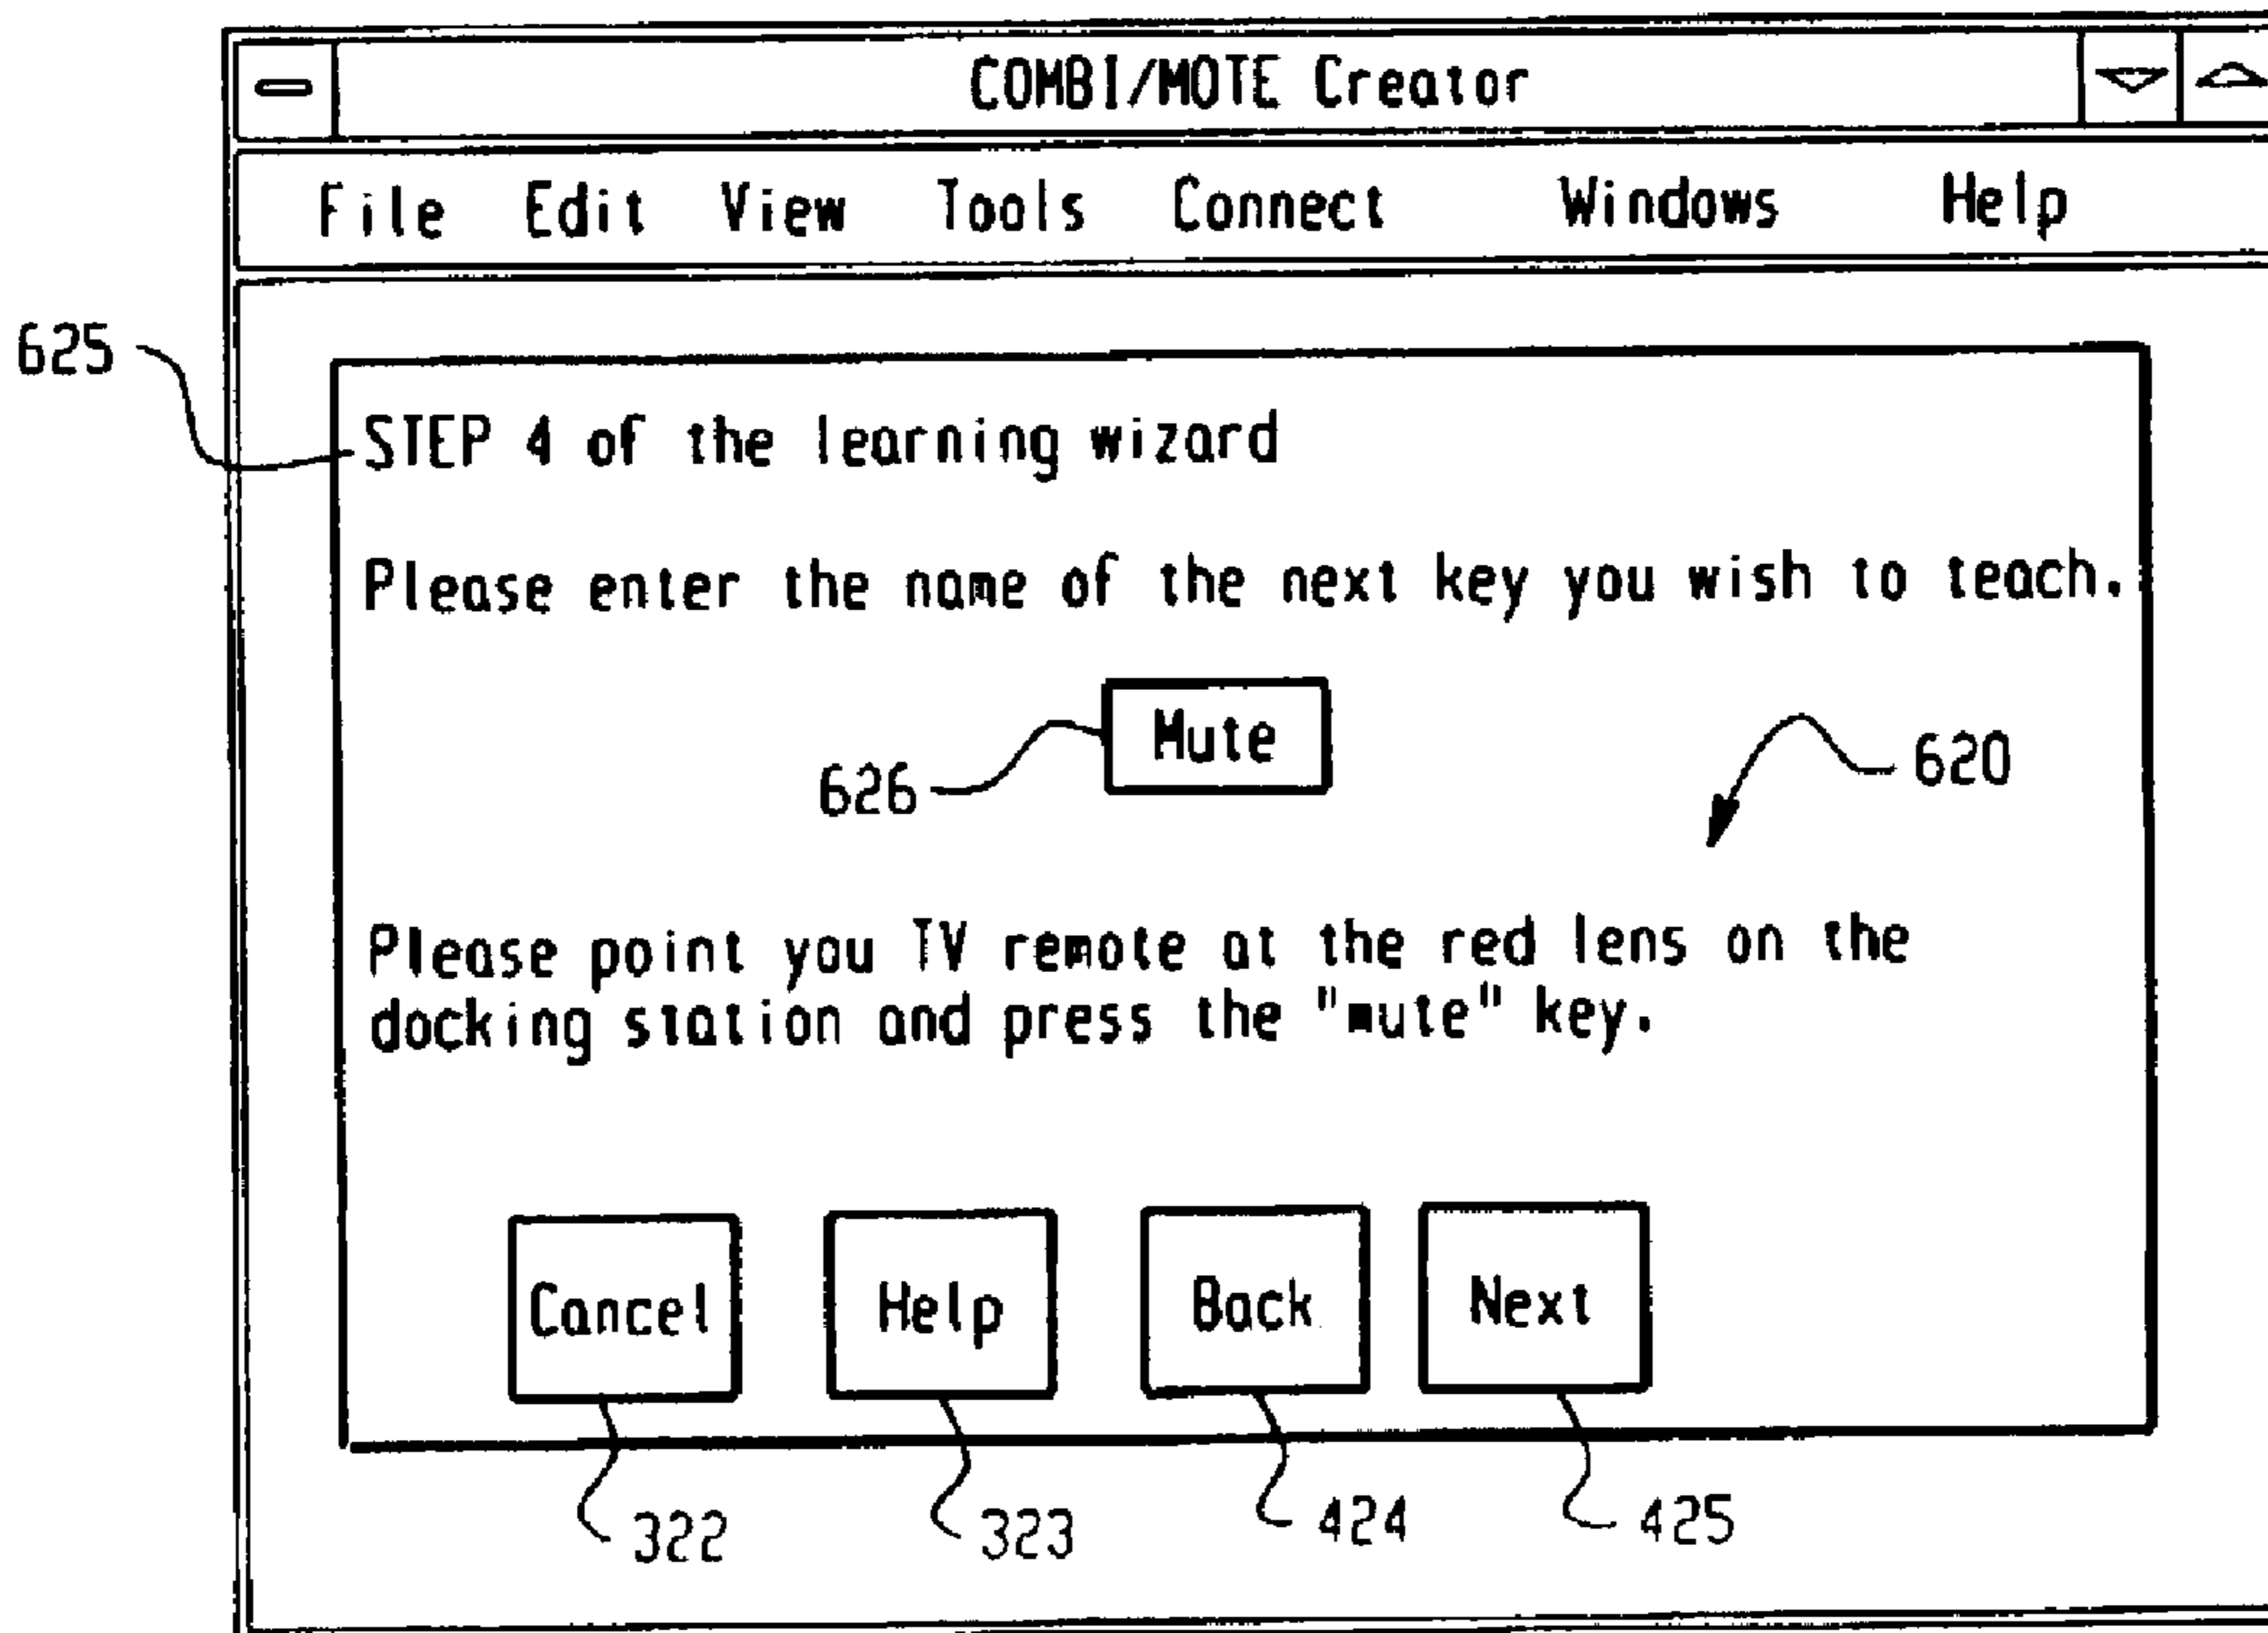 COMBI/MOTE Creator
File Edit View Tools Connect Windows Help
625
STEP 4 of the learning wizard
Please enter the name of the next key you wish to teach.
Mute
626
620
Please point you TV remote at the red lens on the
docking station and press the "mute" key.
Cancel Help Back Next
322 323 424 425